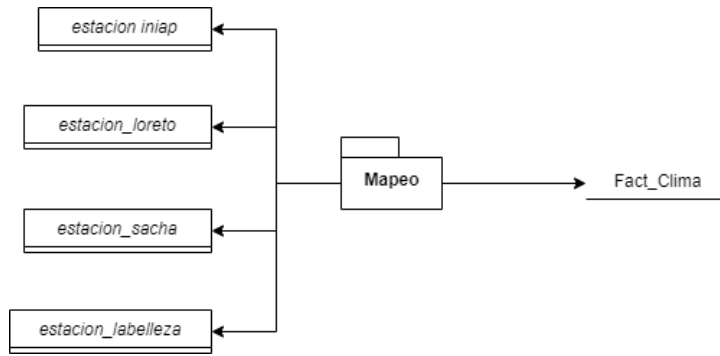 estacion iniap
estacion_loreto
Mapeo
Fact_Clima
estacion_sacha
estacion_labelleza